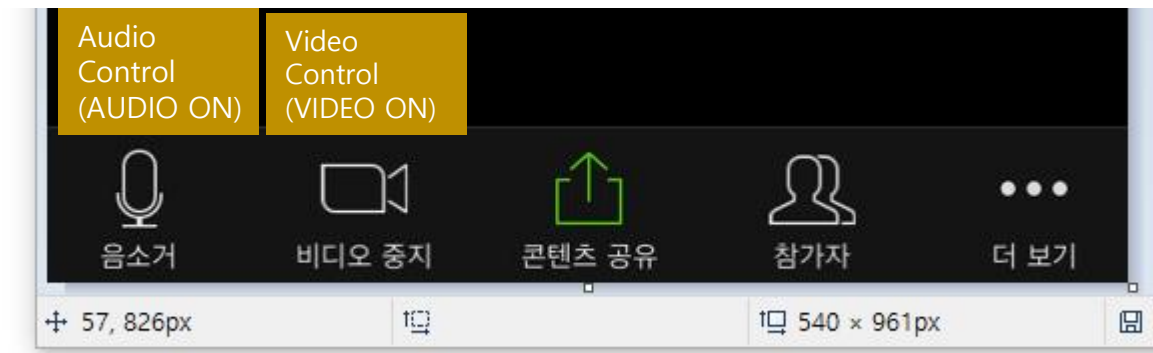 Audio
Control
(AUDIO ON)
Video
Control
(VIDEO ON)
음소거
비디오 중지
콘텐츠 공유
참가자
더 보기
57, 826px
540 × 961px